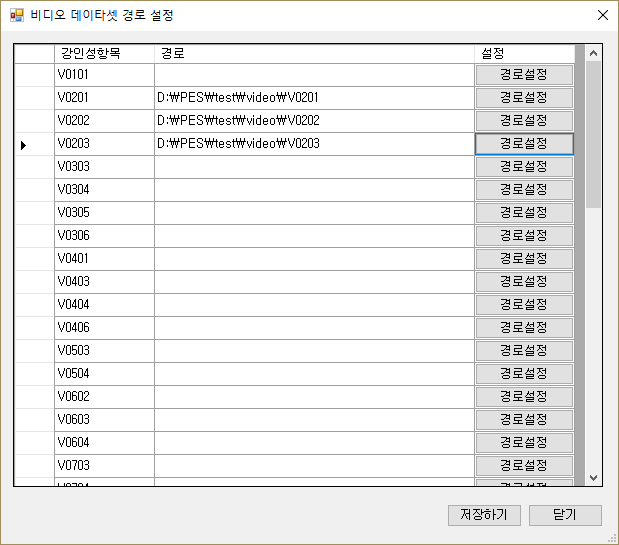 비디오 데이타셋 경로 설정
강인성항목 경로 설정
V0101 경로설정
V0201 D:₩PES₩test₩video₩V0201 경로설정
V0202 D:₩PES₩test₩video₩V0202 경로설정
V0203 D:₩PES₩test₩video₩V0203 경로설정
V0303 경로설정
V0304 경로설정
V0305 경로설정
V0306 경로설정
V0401 경로설정
V0403 경로설정
V0404 경로설정
V0406 경로설정
V0503 경로설정
V0504 경로설정
V0602 경로설정
V0603 경로설정
V0604 경로설정
V0703 경로설정
저장하기 닫기